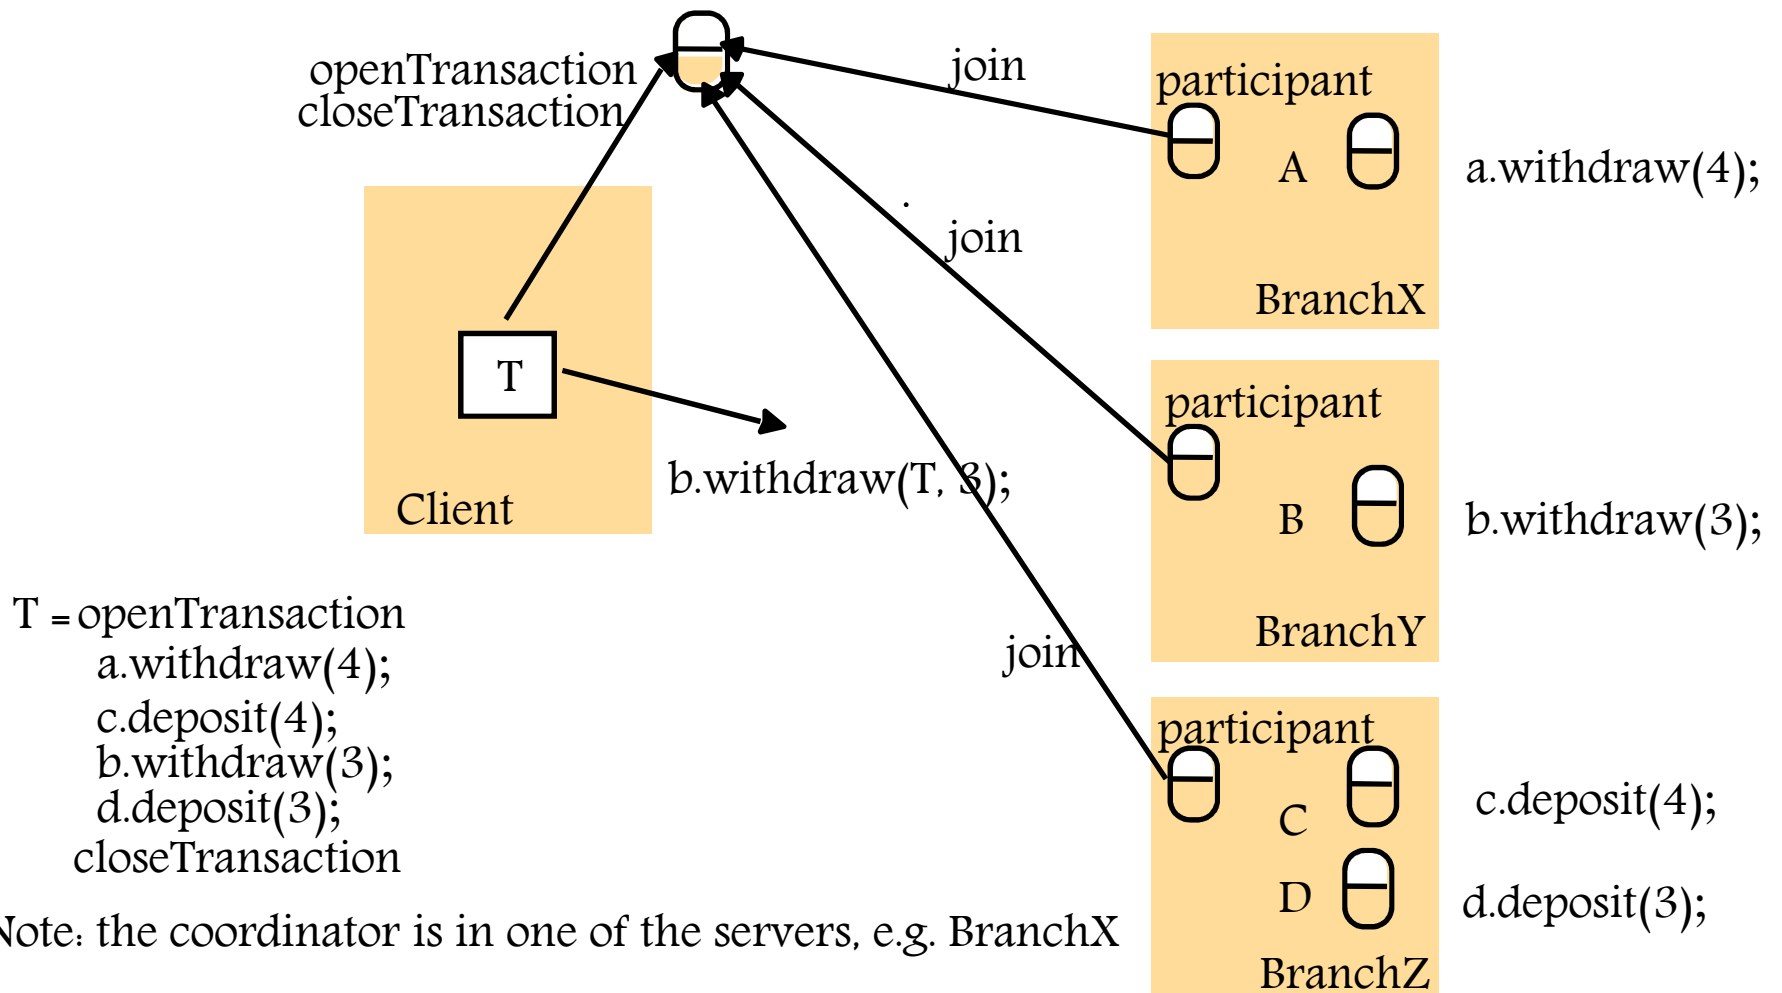 openTransaction
closeTransaction
join
participant
A
a.withdraw(4);
BranchX
join
T
Client
b.withdraw(T, 3);
participant
B
b.withdraw(3);
BranchY
join
participant
C
c.deposit(4);
D
d.deposit(3);
BranchZ
T = openTransaction
a.withdraw(4);
c.deposit(4);
b.withdraw(3);
d.deposit(3);
closeTransaction
Note: the coordinator is in one of the servers, e.g. BranchX